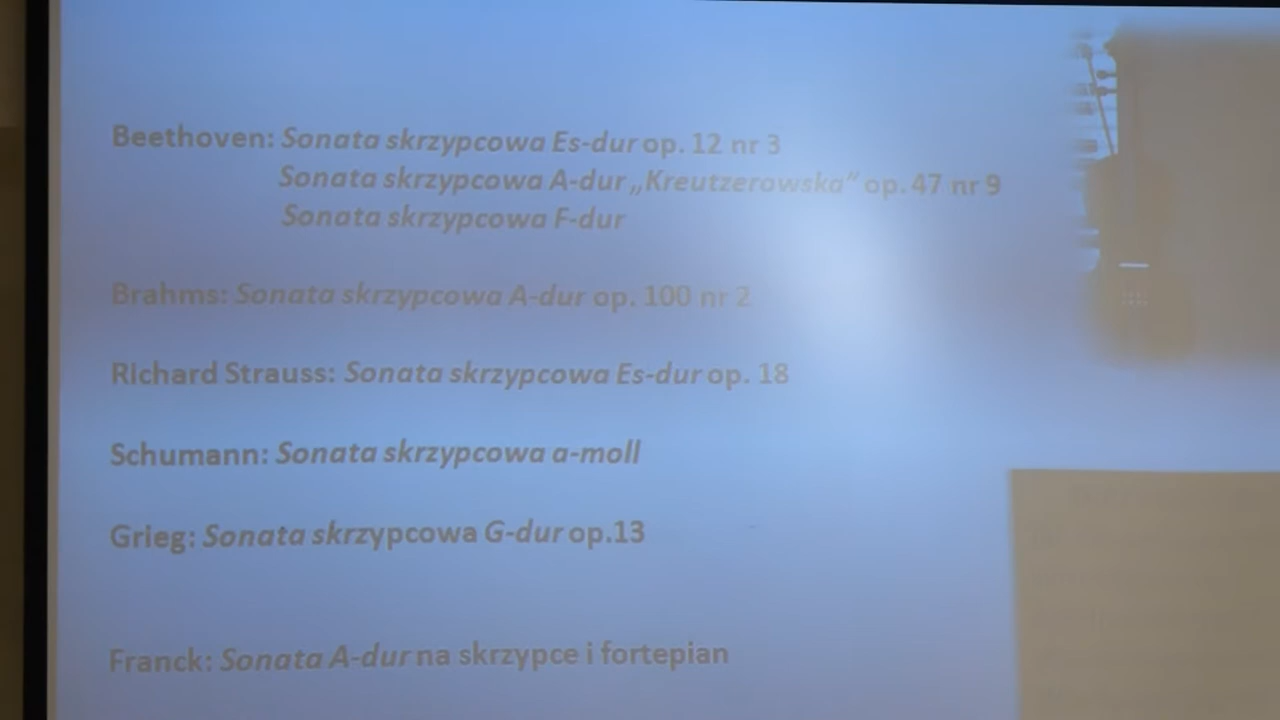 Beethoven: Sonata skrzypcowa Es-dur op. 12 nr 3
Sonata skrzypcowa A-dur „Kreutzerowska” op. 47 nr 9
Sonata skrzypcowa F-dur
Brahms: Sonata skrzypcowa A-dur op. 100 nr 2
Richard Strauss: Sonata skrzypcowa Es-dur op. 18
Schumann: Sonata skrzypcowa a-moll
Grieg: Sonata skrzypcowa G-dur op.13
Franck: Sonata A-dur na skrzypce i fortepian